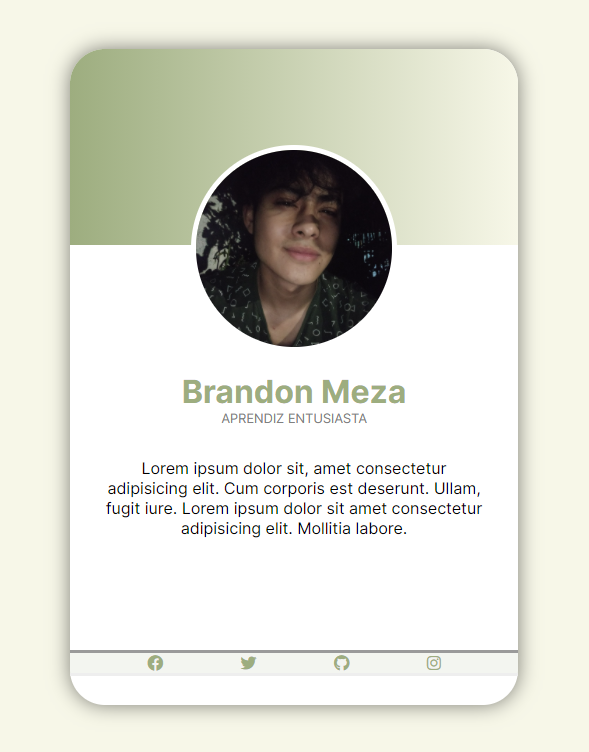 Brandon Meza
APRENDIZ ENTUSIASTA
Lorem ipsum dolor sit, amet consectetur
adipisicing elit. Cum corporis est deserunt. Ullam,
fugit iure. Lorem ipsum dolor sit amet consectetur
adipisicing elit. Mollitia labore.